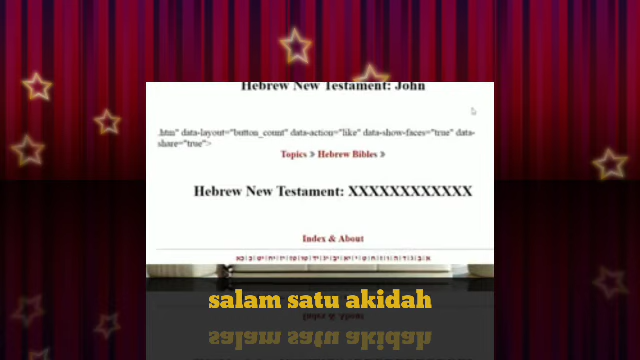 Hebrew New Testament: John
.htm" data-layout="button_count" data-action="like" data-show-faces="true" data-
share="true">
Topics » Hebrew Bibles »
Hebrew New Testament: XXXXXXXXXXXX
Index & About
salam satu akidah